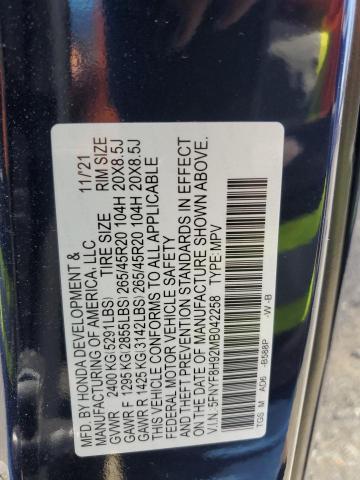 MFD. BY HONDA DEVELOPMENT & 11/'21
MANUFACTURING OF AMERICA, LLC
TIRE SIZE RIM SIZE
GVWR 2400 KG(5291LBS)
GAWR F 1295 KG(2855LBS) 265/45R20 104H 20X8.5J
GAWR R 1425 KG(3142LBS) 265/45R20 104H 20X8.5J
THIS VEHICLE CONFORMS TO ALL APPLICABLE
FEDERAL MOTOR VEHICLE SAFETY
AND THEFT PREVENTION STANDARDS IN EFFECT
ON THE DATE OF MANUFACTURE SHOWN ABOVE.
V.I.N.:5FNYF8H92MB042258 TYPE:MPV
TGS M AD6 -B588P -W -B